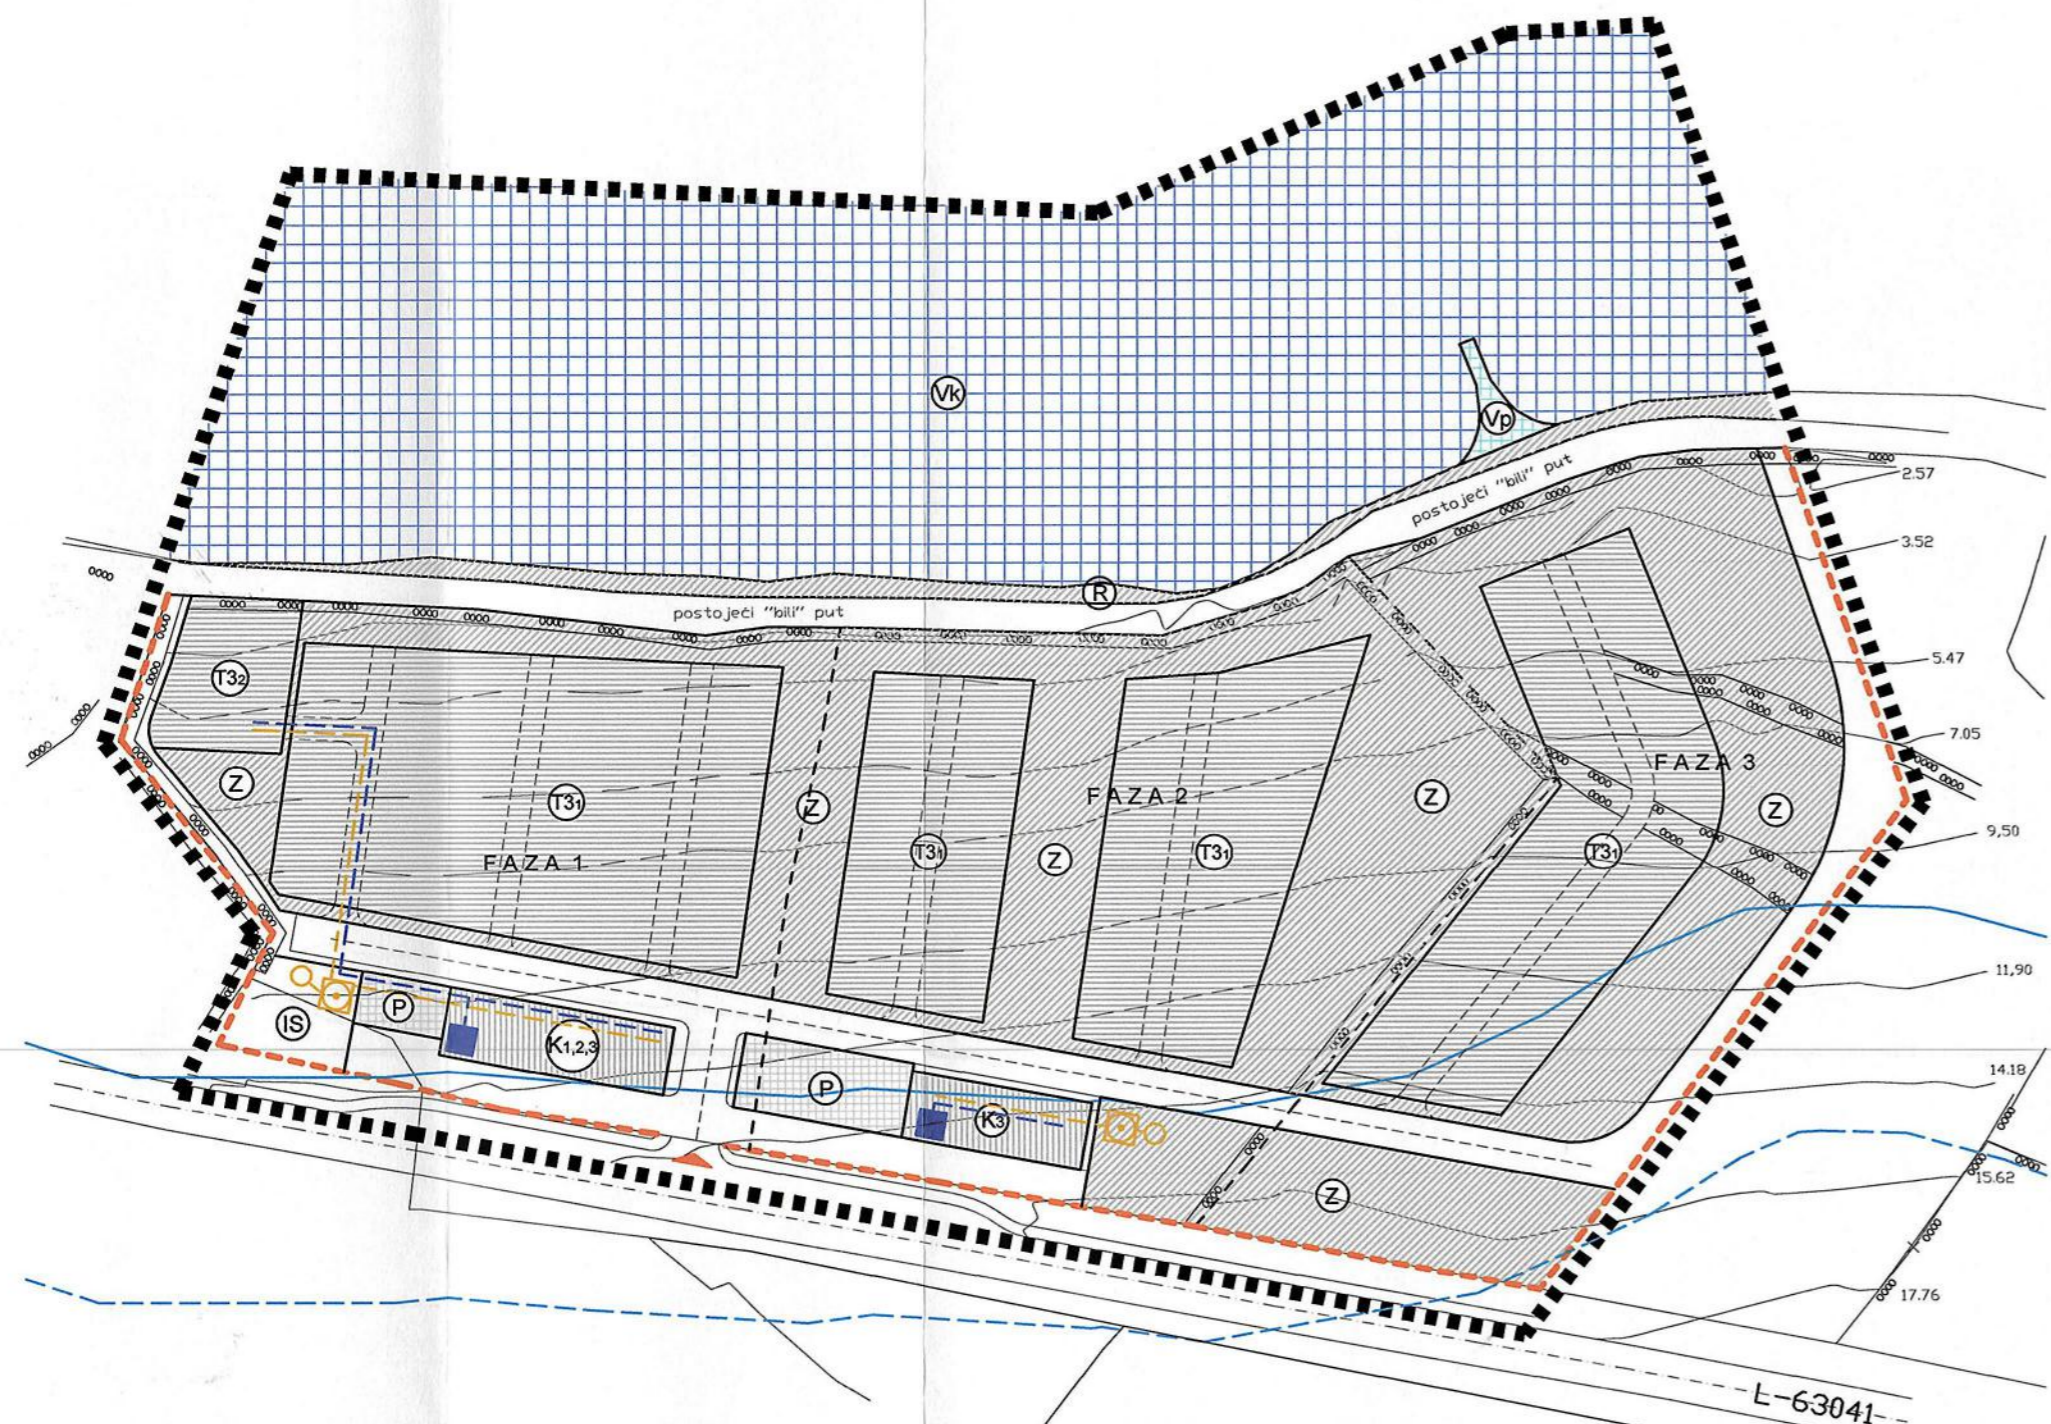 Vk
Vp
postojeći "bili" put
2.57
3.52
R
postojeći "bili" put
5.47
T3₂
7.05
FAZA 3
Z
T3₁
Z
FAZA 2
Z
Z
9,50
T3₁
T3₁
T3₁
Z
FAZA 1
11,90
P
IS
K1,2,3
14.18
P
K3
15.62
Z
17.76
L-63041